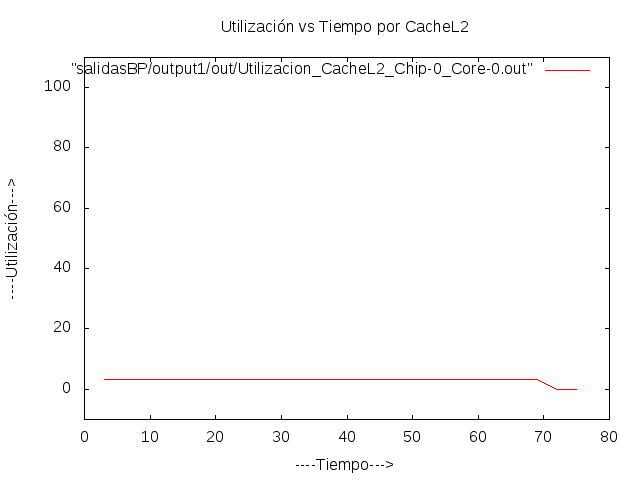 Utilización vs Tiempo por CacheL2
"salidasBP/output1/out/Utilizacion_CacheL2_Chip-0_Core-0.out"
100
80
60
40
20
0
----Utilización--->
0 10 20 30 40 50 60 70 80
----Tiempo--->